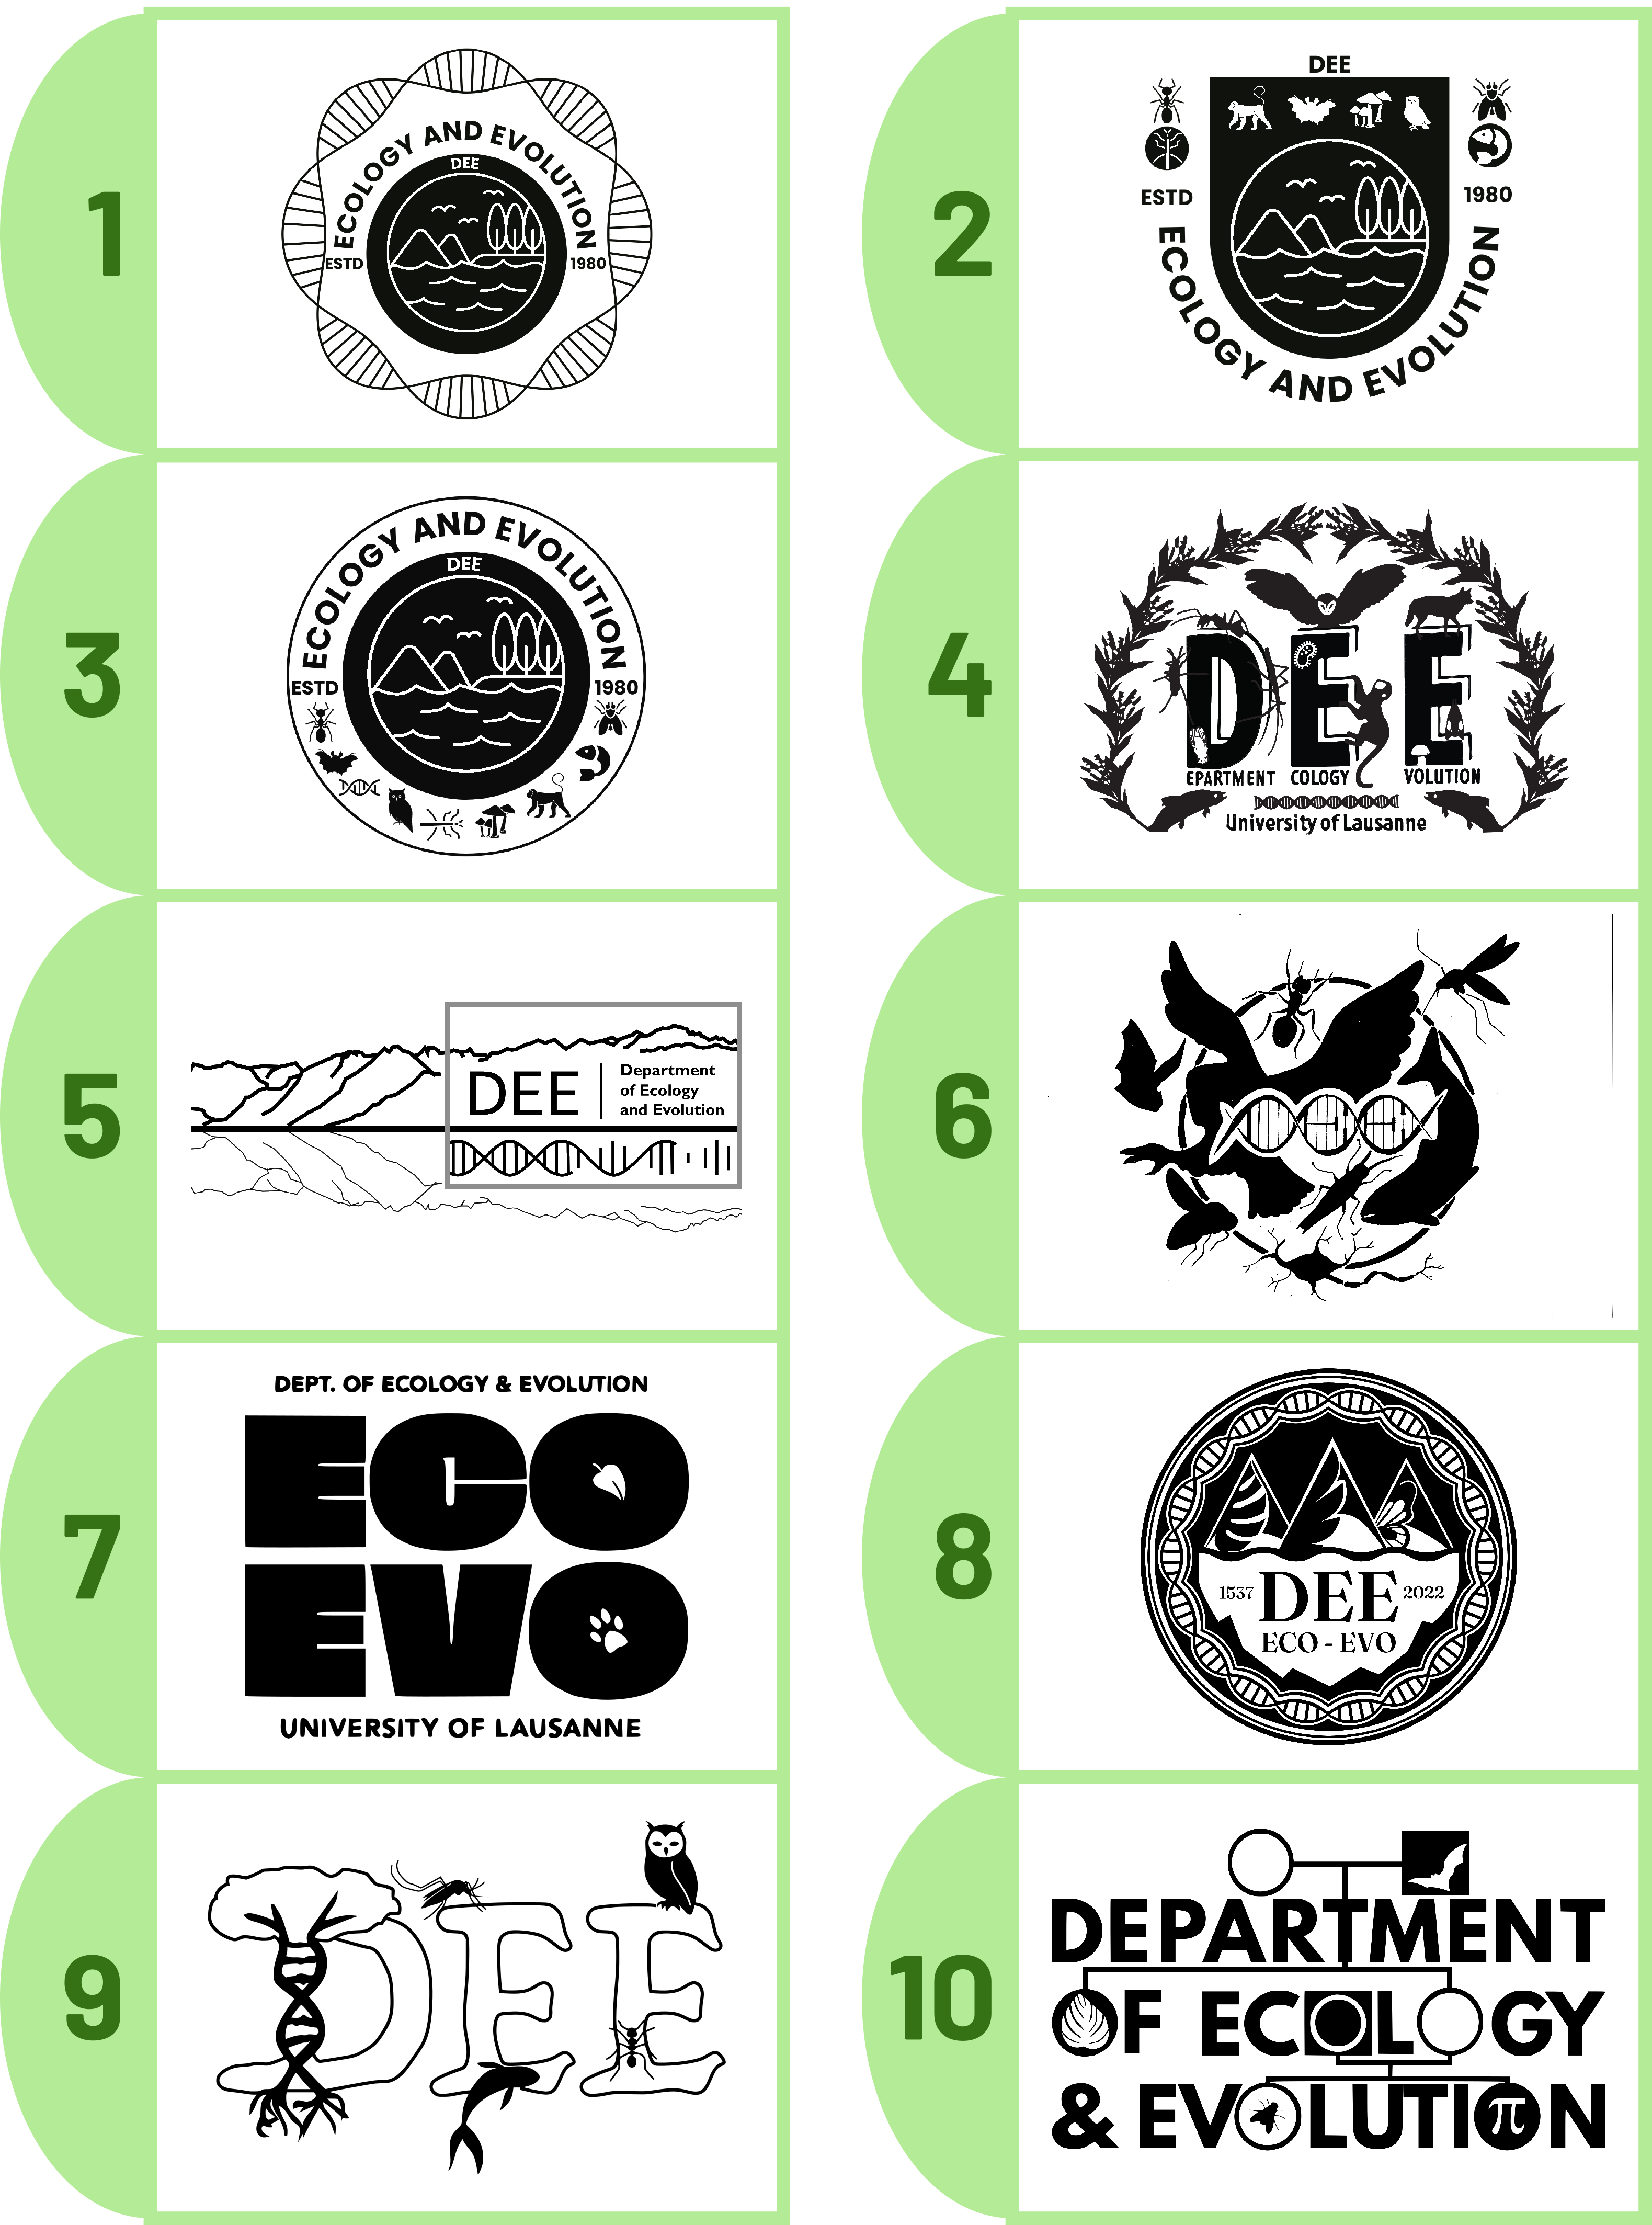 1
ECOLOGY AND EVOLUTION
DEE
ESTD 1980
2
DEE
ESTD 1980
ECOLOGY AND EVOLUTION
3
ECOLOGY AND EVOLUTION
DEE
ESTD 1980
4
DEE
EPARTMENT COLOGY VOLUTION
University of Lausanne
5
DEE
Department
of Ecology
and Evolution
6
7
DEPT. OF ECOLOGY & EVOLUTION
ECO
EVO
UNIVERSITY OF LAUSANNE
8
1537 DEE 2022
ECO - EVO
9
DEE
10
DEPARTMENT
OF ECOLOGY
& EVOLUTION
π